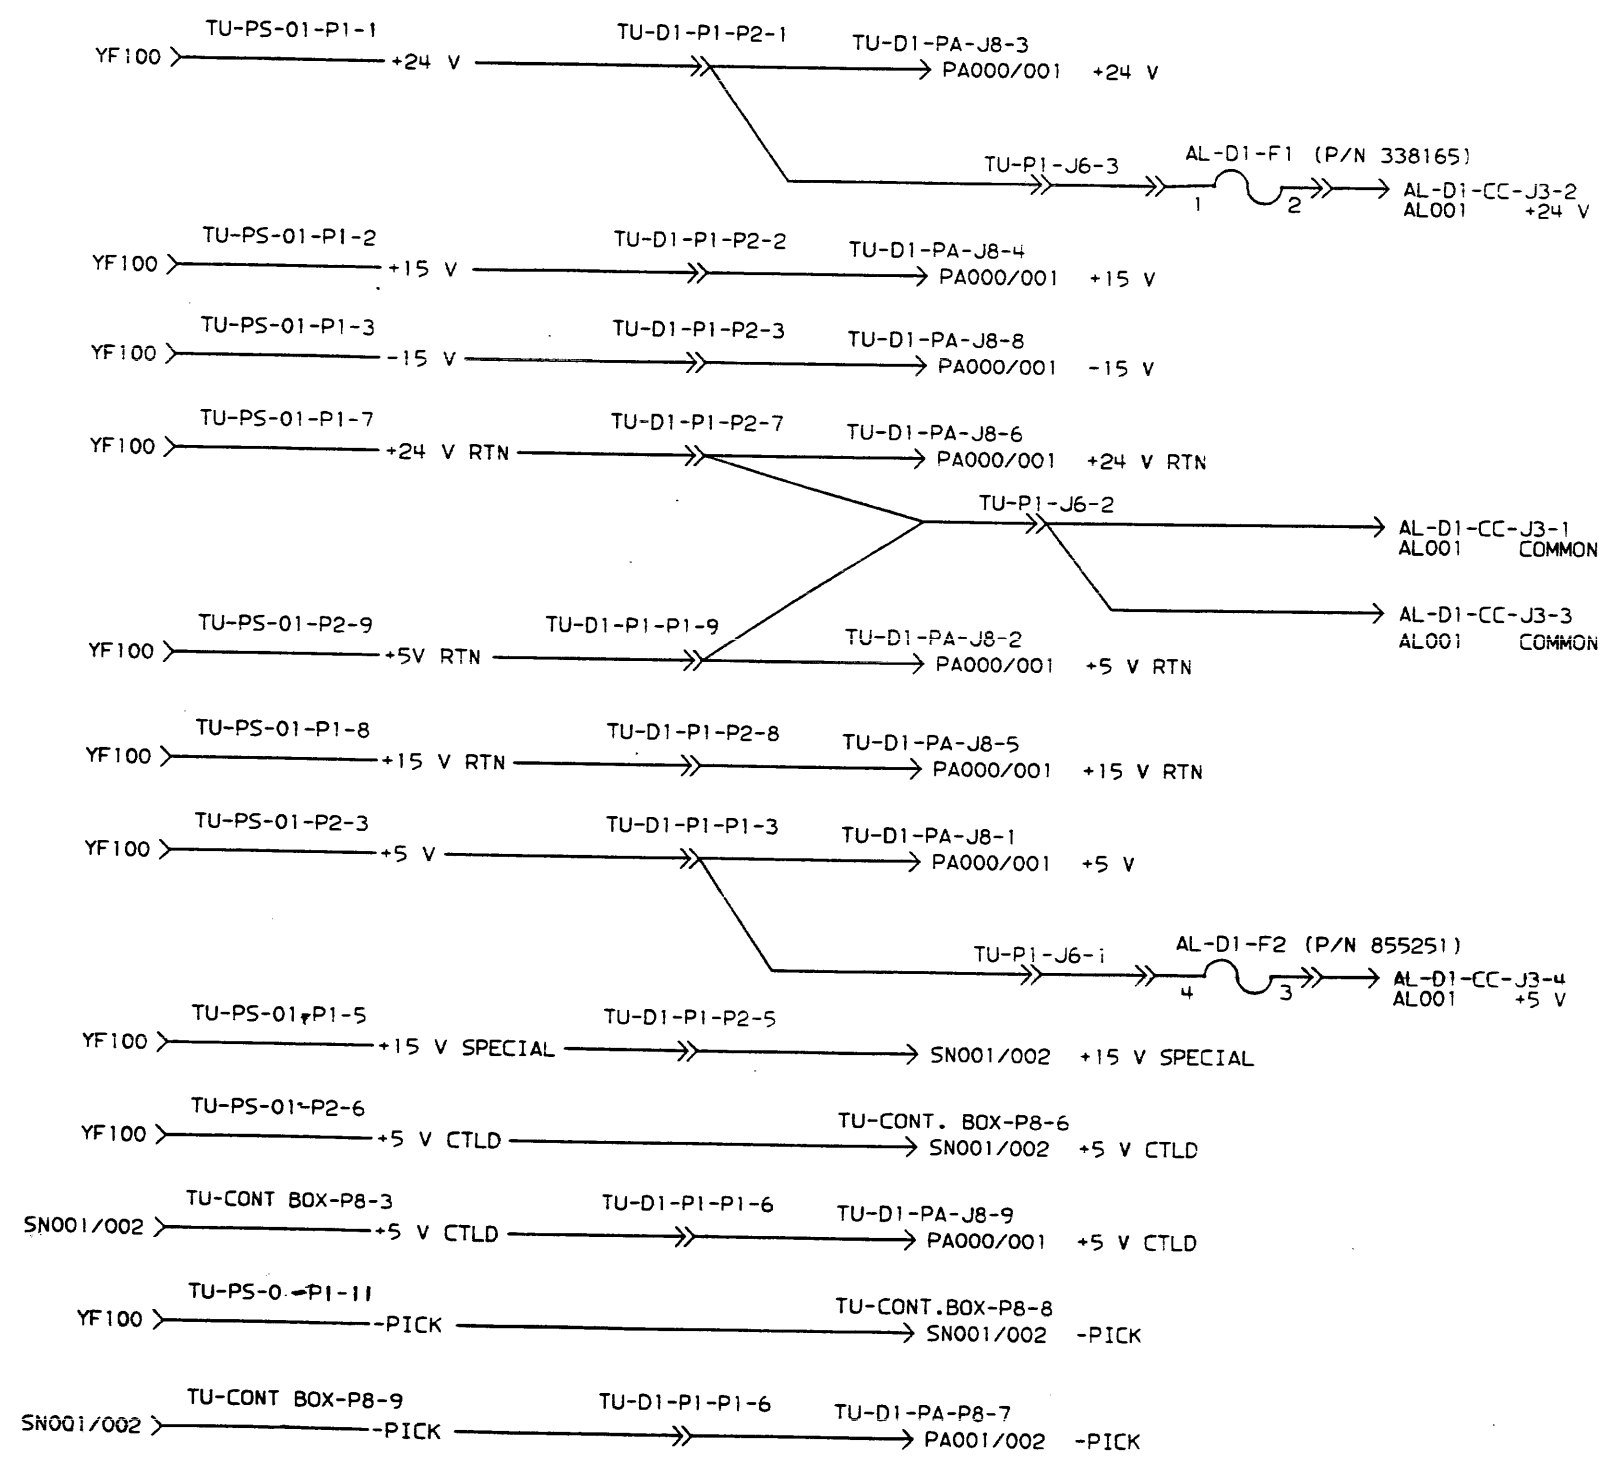 TU-PS-01-P1-1 TU-D1-P1-P2-1 TU-D1-PA-J8-3
YF100 +24 V PA000/001 +24 V
TU-P1-J6-3 AL-D1-F1 (P/N 338165)
1 2 AL-D1-CC-J3-2
AL001 +24 V
TU-PS-01-P1-2 TU-D1-P1-P2-2 TU-D1-PA-J8-4
YF100 +15 V PA000/001 +15 V
TU-PS-01-P1-3 TU-D1-P1-P2-3 TU-D1-PA-J8-8
YF100 -15 V PA000/001 -15 V
TU-PS-01-P1-7 TU-D1-P1-P2-7 TU-D1-PA-J8-6
YF100 +24 V RTN PA000/001 +24 V RTN
TU-P1-J6-2
AL-D1-CC-J3-1
AL001 COMMON
AL-D1-CC-J3-3
AL001 COMMON
TU-PS-01-P2-9 TU-D1-P1-P1-9 TU-D1-PA-J8-2
YF100 +5V RTN PA000/001 +5 V RTN
TU-PS-01-P1-8 TU-D1-P1-P2-8 TU-D1-PA-J8-5
YF100 +15 V RTN PA000/001 +15 V RTN
TU-PS-01-P2-3 TU-D1-P1-P1-3 TU-D1-PA-J8-1
YF100 +5 V PA000/001 +5 V
TU-P1-J6-1 AL-D1-F2 (P/N 855251)
4 3 AL-D1-CC-J3-4
AL001 +5 V
TU-PS-01-P1-5 TU-D1-P1-P2-5
YF100 +15 V SPECIAL SN001/002 +15 V SPECIAL
TU-PS-01-P2-6 TU-CONT. BOX-P8-6
YF100 +5 V CTLD SN001/002 +5 V CTLD
TU-CONT BOX-P8-3 TU-D1-P1-P1-6 TU-D1-PA-J8-9
SN001/002 +5 V CTLD PA000/001 +5 V CTLD
TU-PS-0 -P1-11 TU-CONT.BOX-P8-8
YF100 -PICK SN001/002 -PICK
TU-CONT BOX-P8-9 TU-D1-P1-P1-6 TU-D1-PA-P8-7
SN001/002 -PICK PA001/002 -PICK